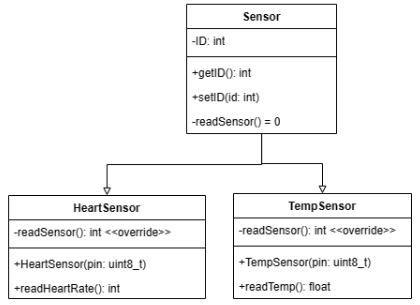 Sensor
-ID: int
+getID(): int
+setID(id: int)
-readSensor() = 0
HeartSensor
-readSensor(): int <<override>>
+HeartSensor(pin: uint8_t)
+readHeartRate(): int
TempSensor
-readSensor(): int <<override>>
+TempSensor(pin: uint8_t)
+readTemp(): float